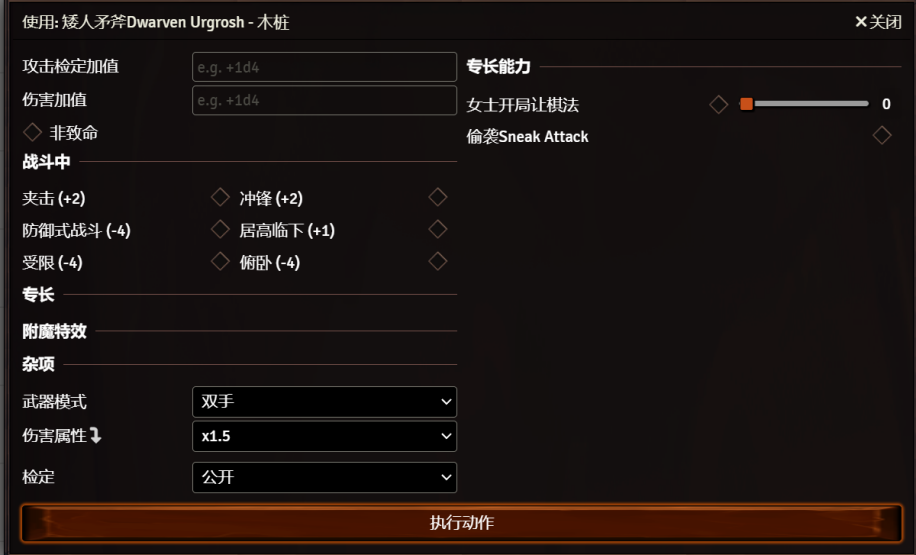 使用: 矮人矛斧Dwarven Urgrosh - 木桩
×关闭
攻击检定加值
e.g. +1d4
伤害加值
e.g. +1d4
非致命
战斗中
夹击 (+2)
冲锋 (+2)
防御式战斗 (-4)
居高临下 (+1)
受限 (-4)
俯卧 (-4)
专长
附魔特效
杂项
武器模式
双手
伤害属性
x1.5
检定
公开
专长能力
女士开局让棋法
0
偷袭Sneak Attack
执行动作